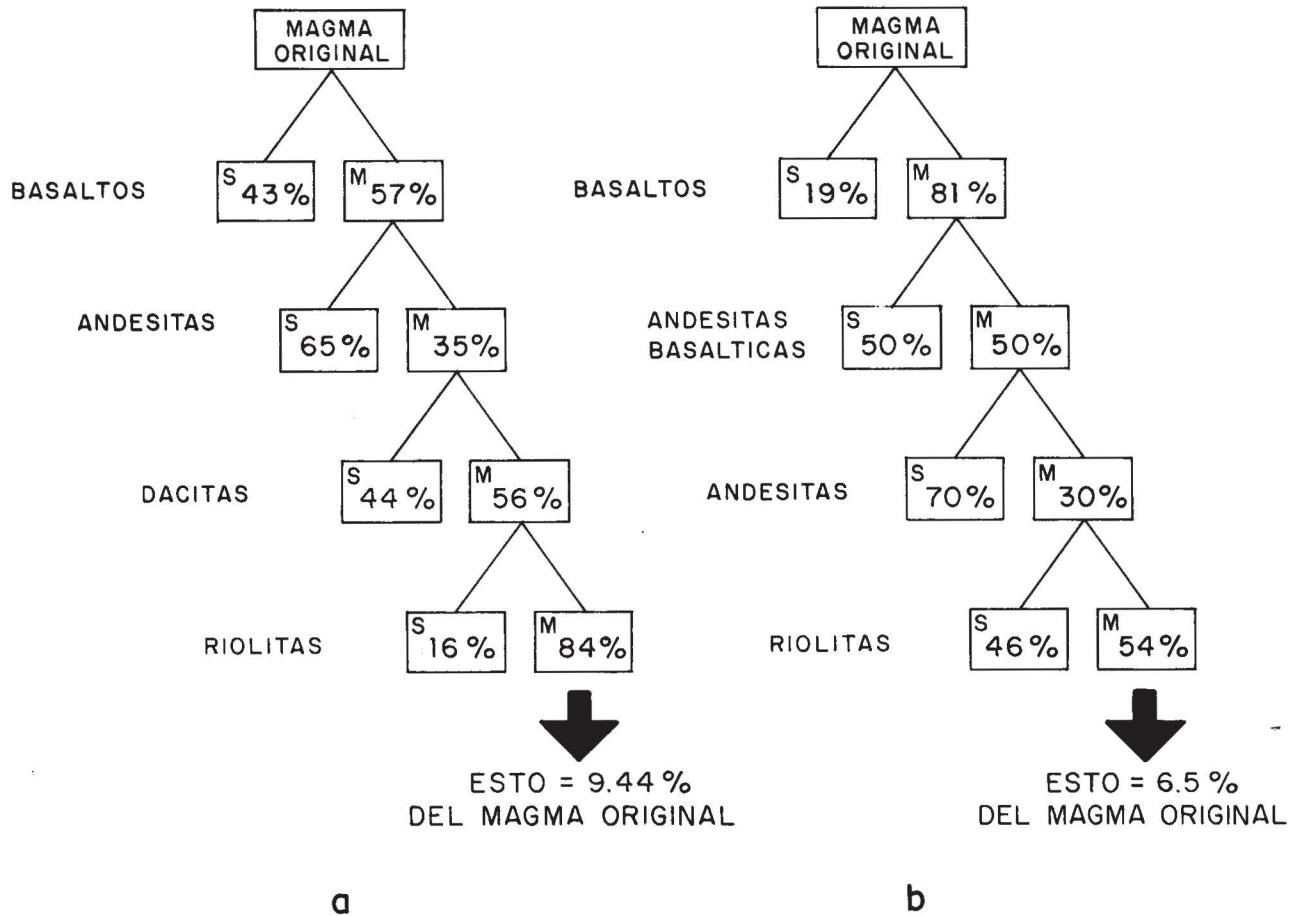 MAGMA
ORIGINAL
BASALTOS
S 43%
M 57%
ANDESITAS
S 65%
M 35%
DACITAS
S 44%
M 56%
RIOLITAS
S 16%
M 84%
ESTO = 9.44%
DEL MAGMA ORIGINAL
a
MAGMA
ORIGINAL
BASALTOS
S 19%
M 81%
ANDESITAS
BASALTICAS
S 50%
M 50%
ANDESITAS
S 70%
M 30%
RIOLITAS
S 46%
M 54%
ESTO = 6.5%
DEL MAGMA ORIGINAL
b